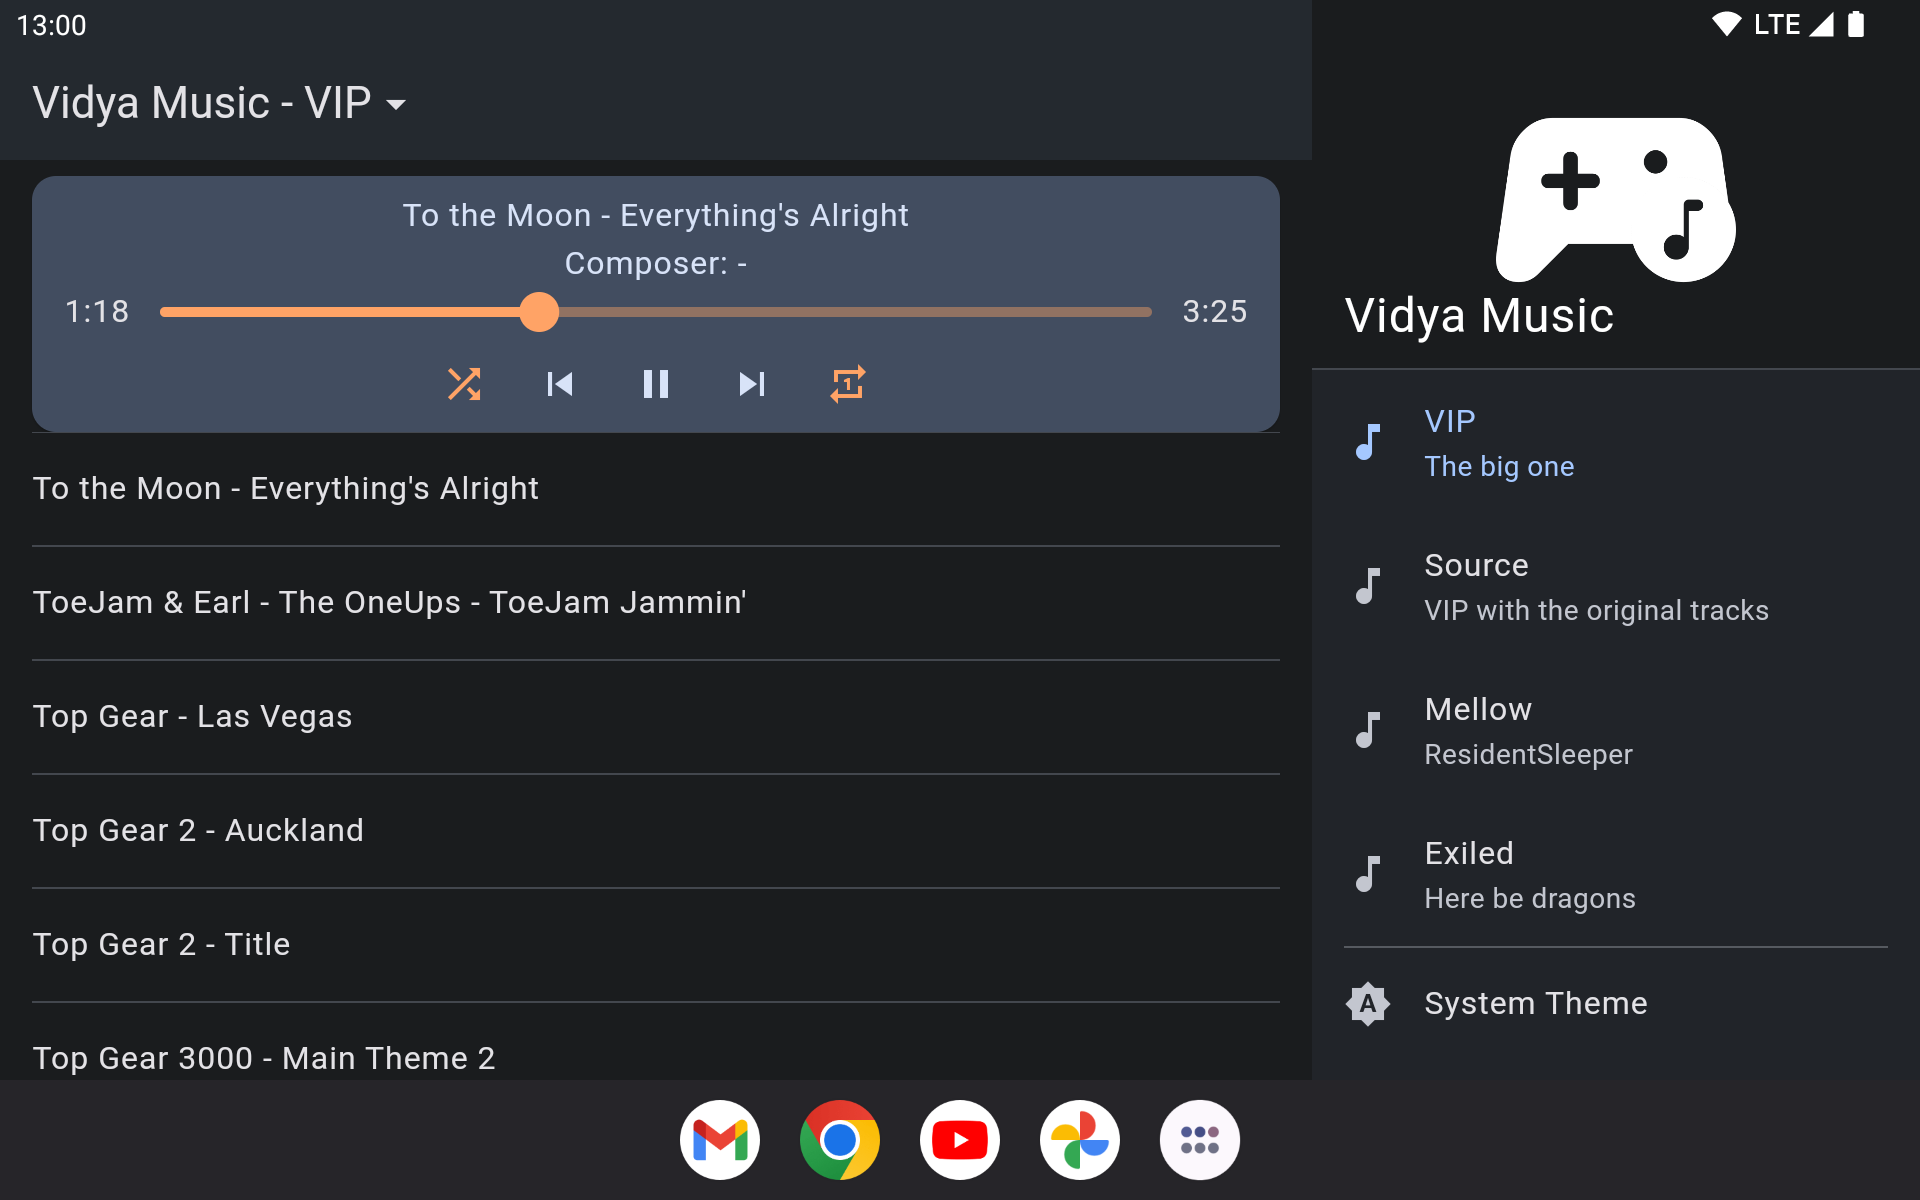 13:00
LTE
Vidya Music - VIP
To the Moon - Everything's Alright
Composer: -
1:18
3:25
1
To the Moon - Everything's Alright
ToeJam & Earl - The OneUps - ToeJam Jammin'
Top Gear - Las Vegas
Top Gear 2 - Auckland
Top Gear 2 - Title
Top Gear 3000 - Main Theme 2
Vidya Music
VIP
The big one
Source
VIP with the original tracks
Mellow
ResidentSleeper
Exiled
Here be dragons
A
System Theme